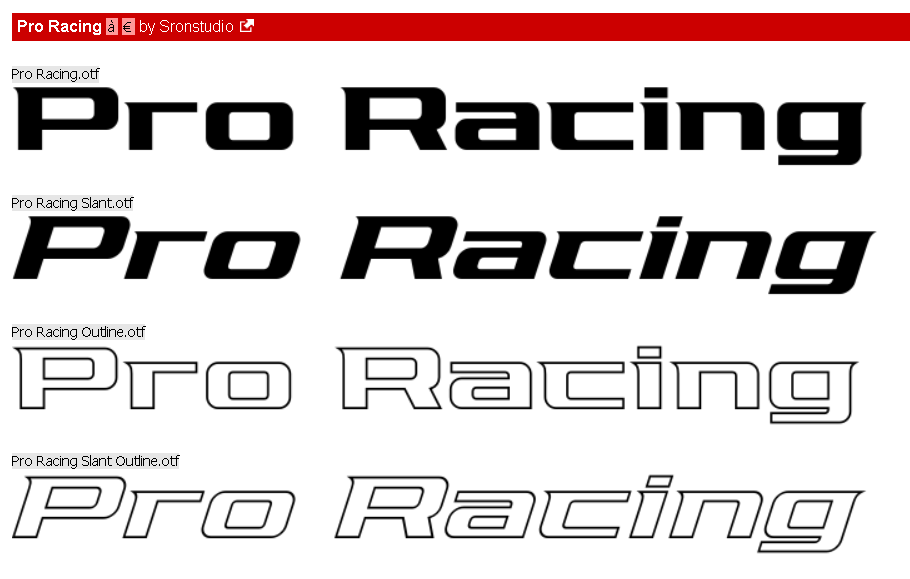 Pro Racing à € by Sronstudio
Pro Racing.otf
Pro Racing
Pro Racing Slant.otf
Pro Racing
Pro Racing Outline.otf
Pro Racing
Pro Racing Slant Outline.otf
Pro Racing